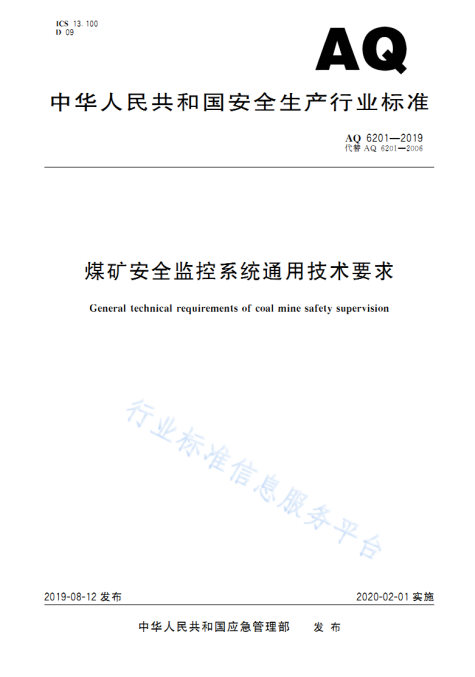 ICS 13.100
D 09
AQ
中华人民共和国安全生产行业标准
AQ 6201—2019
代替 AQ 6201—2006
煤矿安全监控系统通用技术要求
General technical requirements of coal mine safety supervision
行业标准信息服务平台
2019-08-12 发布
2020-02-01 实施
中华人民共和国应急管理部 发布